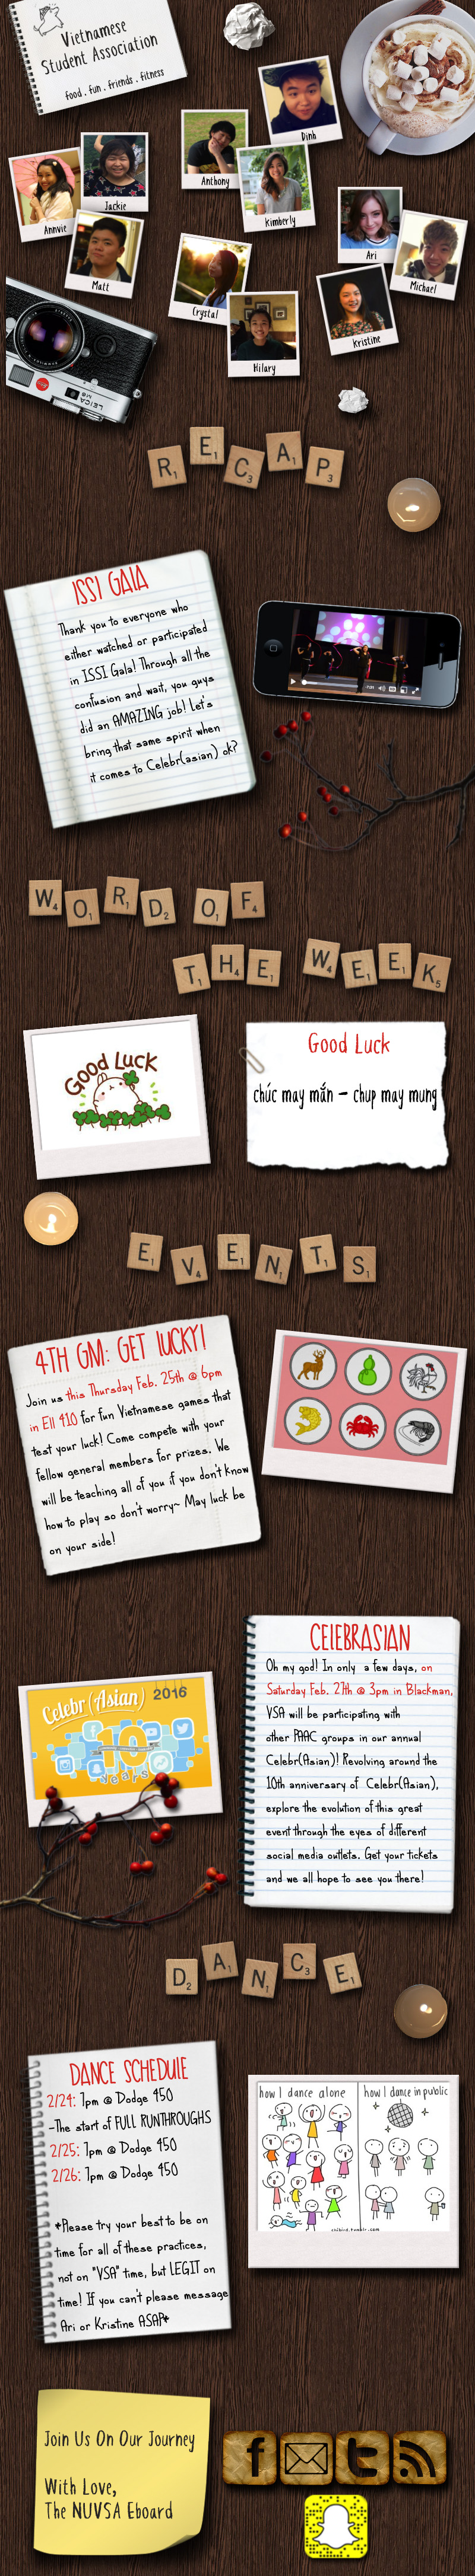 Vietnamese
Student Association
food . fun . friends . fitness
Dinh
Anthony
Jackie
Kimberly
Annvie
Ari
Matt
Michael
Crystal
Kristine
Hilary
LEICA
M6
RECAP
ISSI GALA
Thank you to everyone who
either watched or participated
in ISSI Gala! Through all the
confusion and wait, you guys
did an AMAZING job! Let's
bring that same spirit when
it comes to Celebr(asian) ok?
WORD OF
THE WEEK
Good Luck
Good Luck
chúc may mắn - chup may mung
EVENTS
4TH GM: GET LUCKY!
Join us this Thursday Feb. 25th @ 6pm
in Ell 410 for fun Vietnamese games that
test your luck! Come compete with your
fellow general members for prizes. We
will be teaching all of you if you don't know
how to play so don't worry~ May luck be
on your side!
CELEBRASIAN
Oh my god! In only a few days, on
Saturday Feb. 27th @ 3pm in Blackman,
VSA will be participating with
other PAAC groups in our annual
Celebr(Asian)! Revolving around the
10th anniversary of Celebr(Asian),
explore the evolution of this great
event through the eyes of different
social media outlets. Get your tickets
and we all hope to see you there!
Celebr(Asian) 2016
10
years
DANCE
DANCE SCHEDULE
2/24: 7pm @ Dodge 450
-The start of FULL RUNTHROUGHS
2/25: 7pm @ Dodge 450
2/26: 7pm @ Dodge 450
*Please try your best to be on
time for all of these practices,
not on "VSA" time, but LEGIT on
time! If you can't please message
Ari or Kristine ASAP*
how I dance alone
how I dance in public
Join Us On Our Journey
With Love,
The NUVSA Eboard